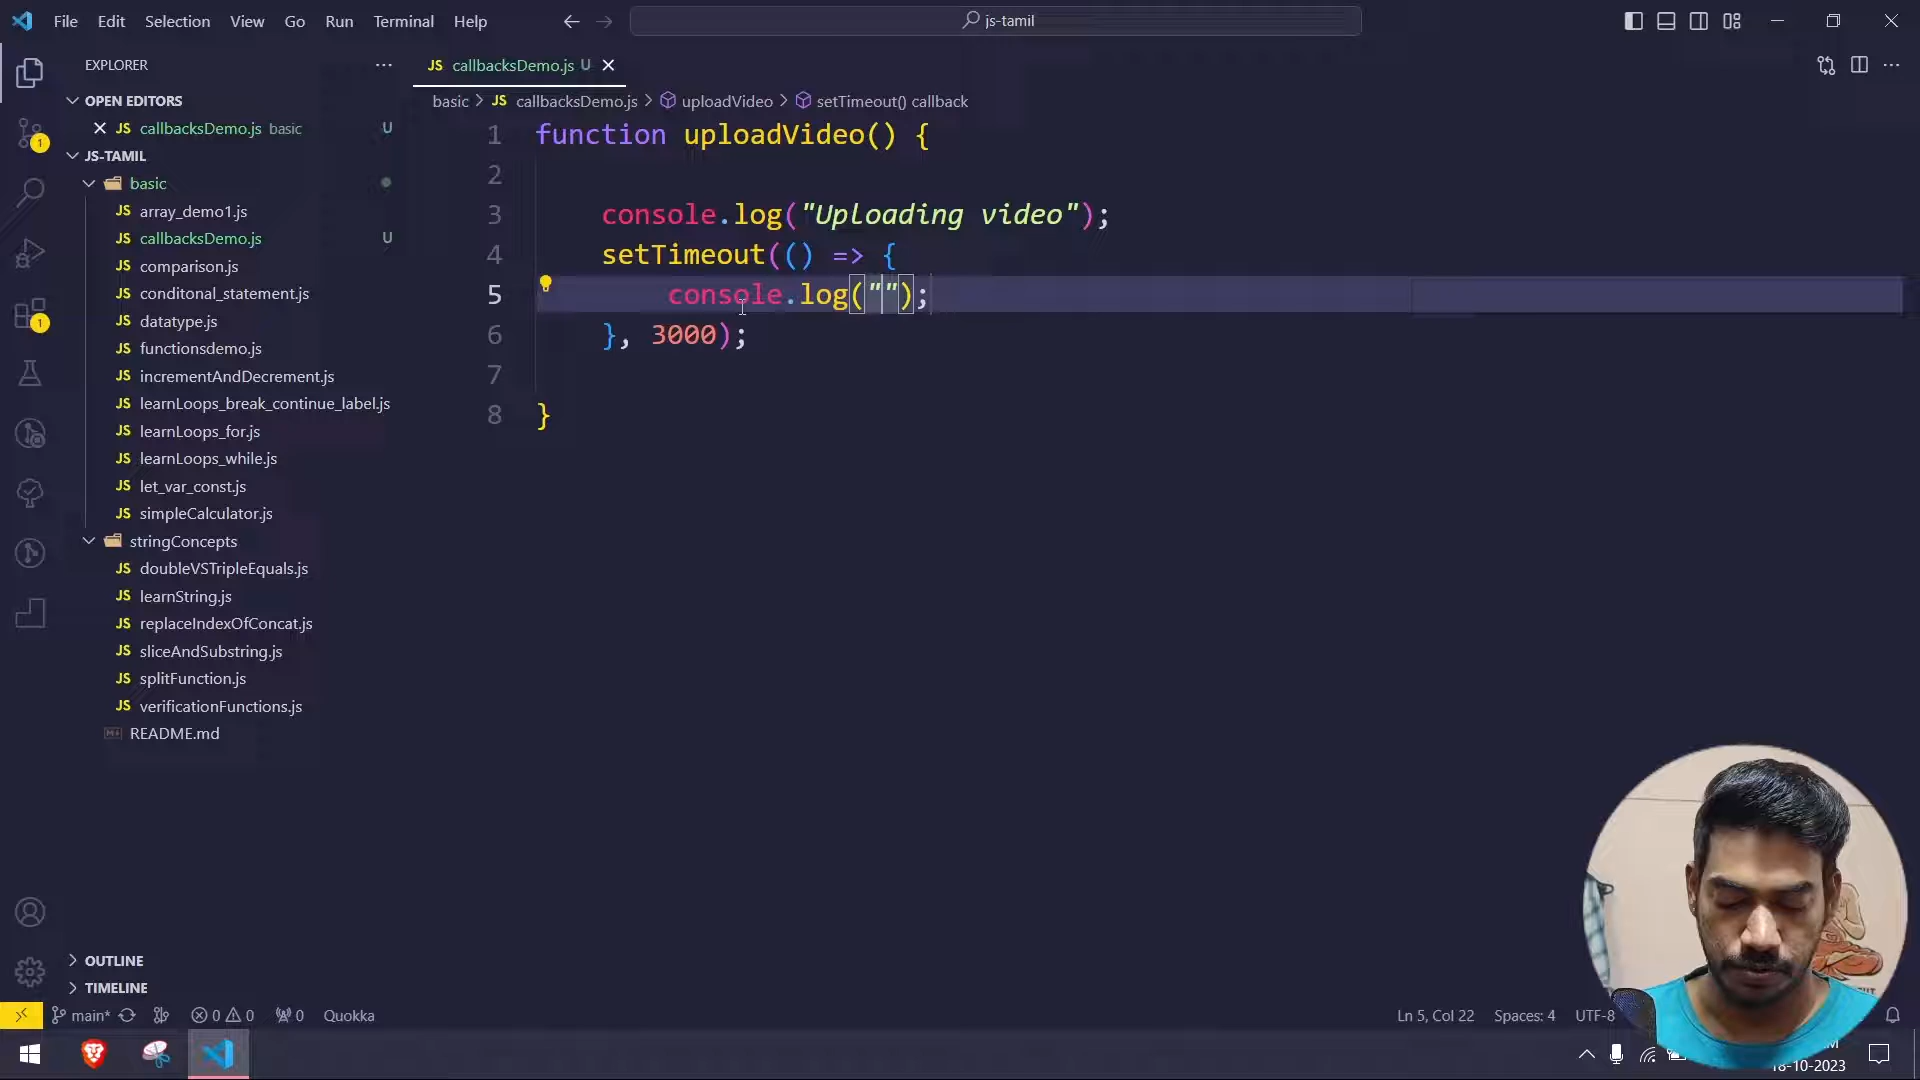 File Edit Selection View Go Run Terminal Help
js-tamil
EXPLORER
OPEN EDITORS
JS callbacksDemo.js basic U
JS-TAMIL
basic
JS array_demo1.js
JS callbacksDemo.js U
JS comparison.js
JS conditonal_statement.js
JS datatype.js
JS functionsdemo.js
JS incrementAndDecrement.js
JS learnLoops_break_continue_label.js
JS learnLoops_for.js
JS learnLoops_while.js
JS let_var_const.js
JS simpleCalculator.js
stringConcepts
JS doubleVSTripleEquals.js
JS learnString.js
JS replaceIndexOfConcat.js
JS sliceAndSubstring.js
JS splitFunction.js
JS verificationFunctions.js
README.md
OUTLINE
TIMELINE
1
1
JS callbacksDemo.js U
basic > JS callbacksDemo.js > uploadVideo > setTimeout() callback
1 function uploadVideo() {
2
3 console.log("Uploading video");
4 setTimeout(() => {
5 console.log("");
6 }, 3000);
7
8 }
main* 0 0 0 Quokka
Ln 5, Col 22 Spaces: 4 UTF-8
18-10-2023